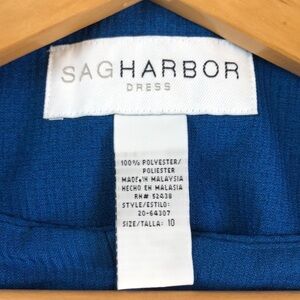 SAGHARBOR
DRESS
100% POLYESTER/
POLIESTER
MADE IN MALAYSIA
HECHO EN MALASIA
RN# 52438
STYLE/ESTILO:
20-64307
SIZE/TALLA: 10